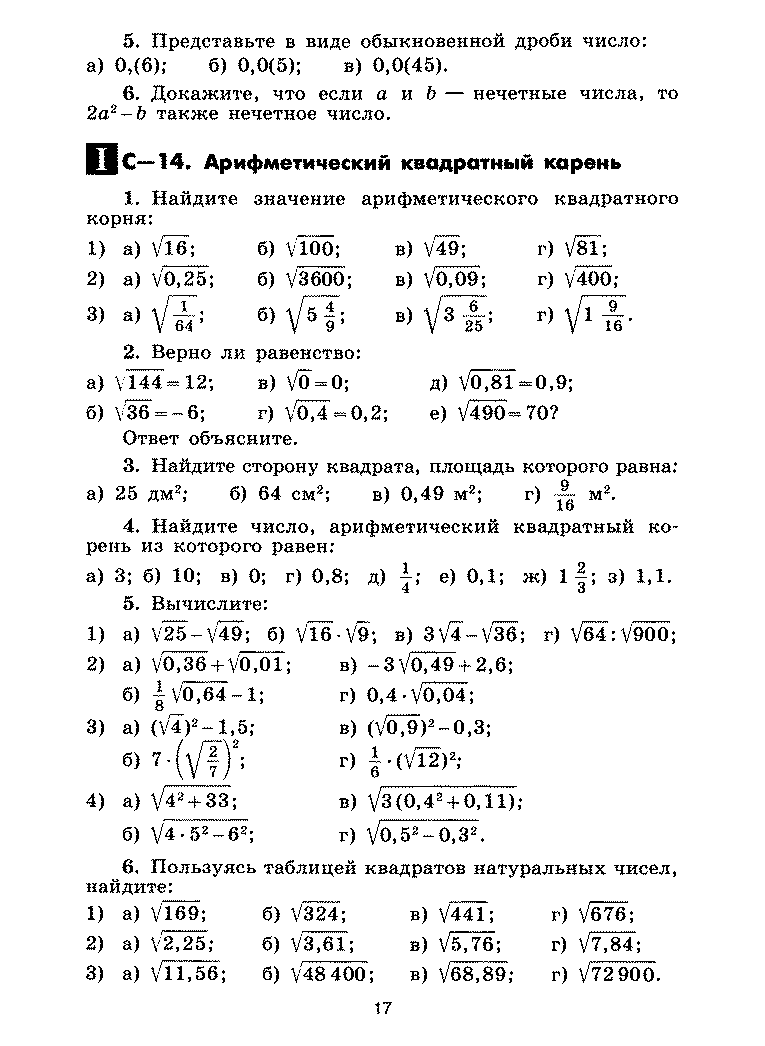 5. Представьте в виде обыкновенной дроби число:
а) 0,(6); б) 0,0(5); в) 0,0(45).
6. Докажите, что если a и b — нечетные числа, то
2a² – b также нечетное число.
I С—14. Арифметический квадратный карень
1. Найдите значение арифметического квадратного
корня:
1) а) √16; б) √100; в) √49; г) √81;
2) а) √0,25; б) √3600; в) √0,09; г) √400;
3) а) √(1/64); б) √(5 4/9); в) √(3 6/25); г) √(1 9/16).
2. Верно ли равенство:
а) √144 = 12; в) √0 = 0; д) √0,81 = 0,9;
б) √36 = –6; г) √0,4 = 0,2; е) √490 = 70?
Ответ объясните.
3. Найдите сторону квадрата, площадь которого равна:
а) 25 дм²; б) 64 см²; в) 0,49 м²; г) 9/16 м².
4. Найдите число, арифметический квадратный ко-
рень из которого равен:
а) 3; б) 10; в) 0; г) 0,8; д) 1/4; е) 0,1; ж) 1 2/3; з) 1,1.
5. Вычислите:
1) а) √25 – √49; б) √16 · √9; в) 3√4 – √36; г) √64 : √900;
2) а) √0,36 + √0,01; в) –3√0,49 + 2,6;
б) 1/8 √0,64 – 1; г) 0,4 · √0,04;
3) а) (√4)² – 1,5; в) (√0,9)² – 0,3;
б) 7 · (√(2/7))²; г) 1/6 · (√12)²;
4) а) √(4² + 33); в) √(3(0,4² + 0,11));
б) √(4 · 5² – 6²); г) √(0,5² – 0,3²).
6. Пользуясь таблицей квадратов натуральных чисел,
найдите:
1) а) √169; б) √324; в) √441; г) √676;
2) а) √2,25; б) √3,61; в) √5,76; г) √7,84;
3) а) √11,56; б) √48 400; в) √68,89; г) √72 900.
17